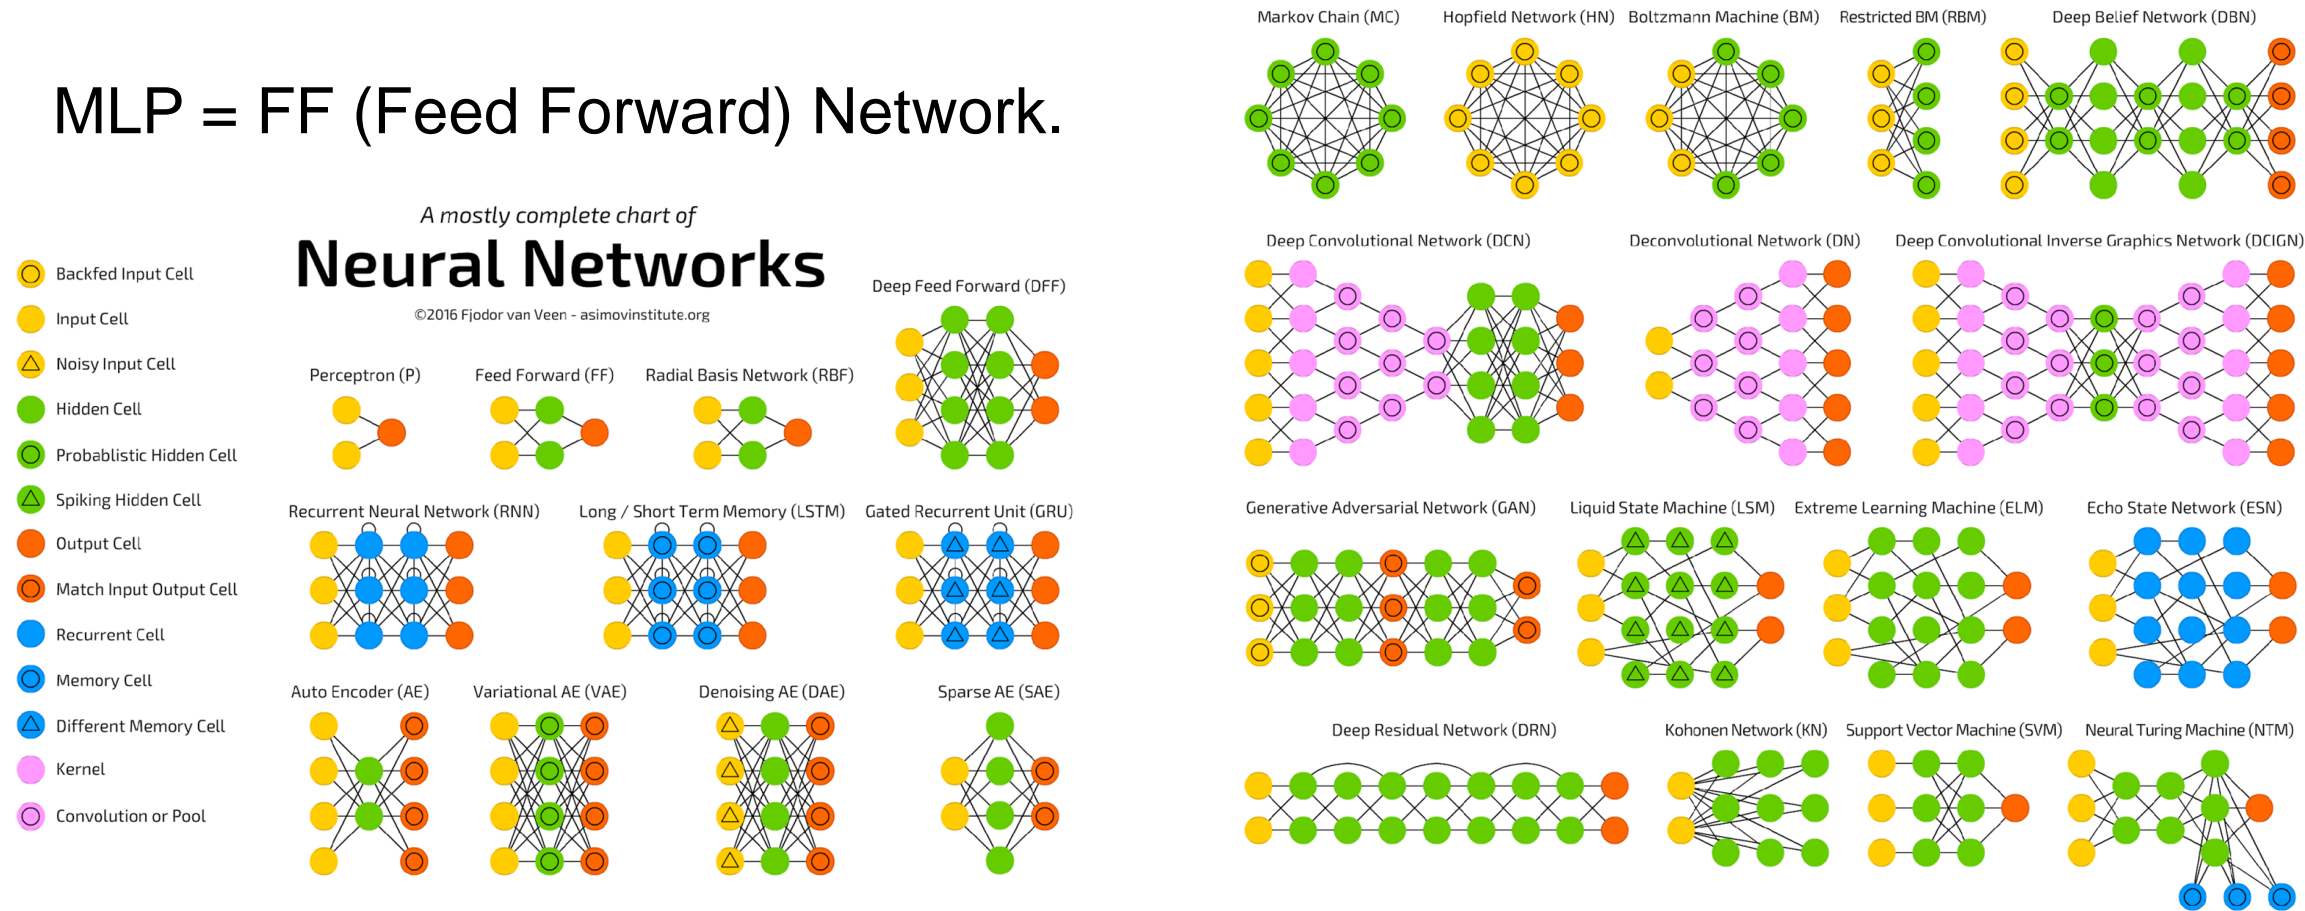 MLP = FF (Feed Forward) Network.
A mostly complete chart of
Neural Networks
©2016 Fjodor van Veen - asimovinstitute.org
Backfed Input Cell
Input Cell
Noisy Input Cell
Hidden Cell
Probablistic Hidden Cell
Spiking Hidden Cell
Output Cell
Match Input Output Cell
Recurrent Cell
Memory Cell
Different Memory Cell
Kernel
Convolution or Pool
Deep Feed Forward (DFF)
Perceptron (P)
Feed Forward (FF)
Radial Basis Network (RBF)
Recurrent Neural Network (RNN)
Long / Short Term Memory (LSTM)
Gated Recurrent Unit (GRU)
Auto Encoder (AE)
Variational AE (VAE)
Denoising AE (DAE)
Sparse AE (SAE)
Markov Chain (MC)
Hopfield Network (HN)
Boltzmann Machine (BM)
Restricted BM (RBM)
Deep Belief Network (DBN)
Deep Convolutional Network (DCN)
Deconvolutional Network (DN)
Deep Convolutional Inverse Graphics Network (DCIGN)
Generative Adversarial Network (GAN)
Liquid State Machine (LSM)
Extreme Learning Machine (ELM)
Echo State Network (ESN)
Deep Residual Network (DRN)
Kohonen Network (KN)
Support Vector Machine (SVM)
Neural Turing Machine (NTM)